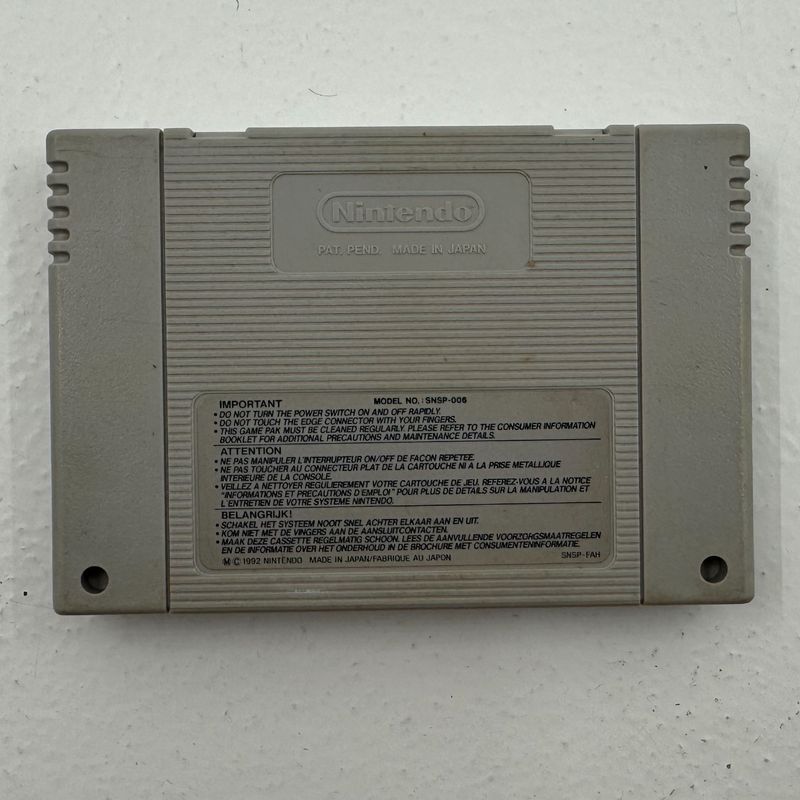 Nintendo
PAT. PEND. MADE IN JAPAN
IMPORTANT MODEL NO.: SNSP-006
• DO NOT TURN THE POWER SWITCH ON AND OFF RAPIDLY.
• DO NOT TOUCH THE EDGE CONNECTOR WITH YOUR FINGERS.
• THIS GAME PAK MUST BE CLEANED REGULARLY. PLEASE REFER TO THE CONSUMER INFORMATION
BOOKLET FOR ADDITIONAL PRECAUTIONS AND MAINTENANCE DETAILS.
ATTENTION
• NE PAS MANIPULER L'INTERRUPTEUR ON/OFF DE FACON REPETEE.
• NE PAS TOUCHER AU CONNECTEUR PLAT DE LA CARTOUCHE NI A LA PRISE METALLIQUE
INTERIEURE DE LA CONSOLE.
• VEILLEZ A NETTOYER REGULIEREMENT VOTRE CARTOUCHE DE JEU. REFEREZ-VOUS A LA NOTICE
"INFORMATIONS ET PRECAUTIONS D'EMPLOI" POUR PLUS DE DETAILS SUR LA MANIPULATION ET
L'ENTRETIEN DE VOTRE SYSTEME NINTENDO.
BELANGRIJK!
• SCHAKEL HET SYSTEEM NOOIT SNEL ACHTER ELKAAR AAN EN UIT.
• KOM NIET MET DE VINGERS AAN DE AANSLUITCONTACTEN.
• MAAK DEZE CASSETTE REGELMATIG SCHOON. LEES DE AANVULLENDE VOORZORGSMAATREGELEN
EN DE INFORMATIE OVER HET ONDERHOUD IN DE BROCHURE MET CONSUMENTENINFORMATIE.
Ⓜ © 1992 NINTENDO MADE IN JAPAN/FABRIQUE AU JAPON SNSP-FAH